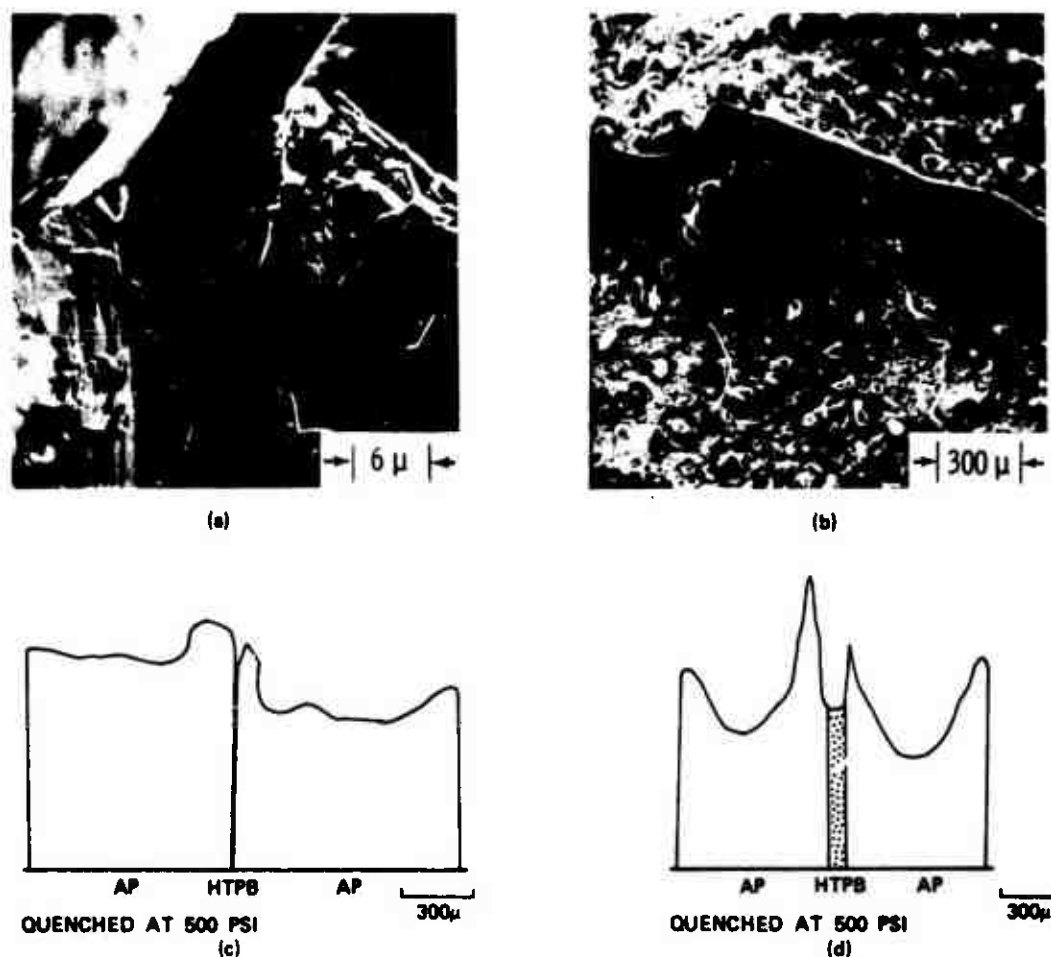 6 μ
300 μ
(a)
(b)
AP HTPB AP
300μ
QUENCHED AT 500 PSI
(c)
AP HTPB AP
300μ
QUENCHED AT 500 PSI
(d)